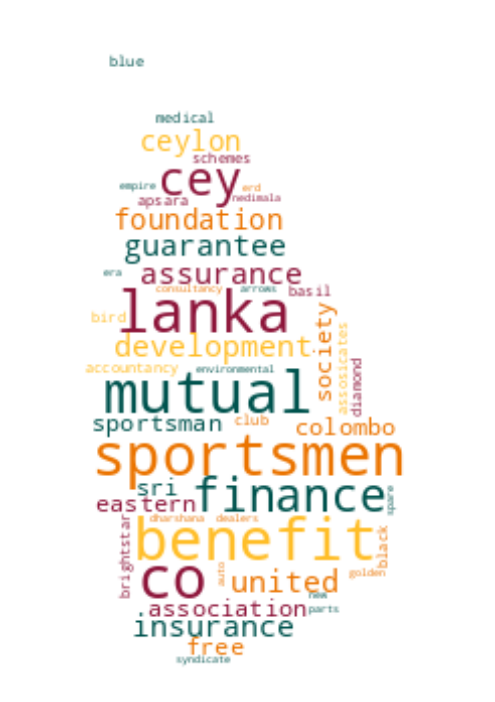 blue
medical
ceylon
schemes
cey
empire
erd
apsara
nedimala
foundation
guarantee
era
assurance
consultancy
arrows
basil
lanka
bird
society
development
assosicates
accountancy
environmental
diamond
mutual
sportsman
club
colombo
sportsmen
sri
finance
eastern
spare
brightstar
dharshana
dealers
benefit
black
co
auto
united
golden
new
association
parts
insurance
free
syndicate